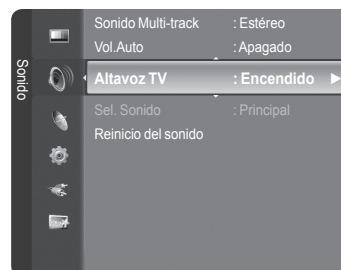 Sonido
Sonido Multi-track : Estéreo
Vol.Auto : Apagado
Altavoz TV : Encendido
Sel. Sonido : Principal
Reinicio del sonido